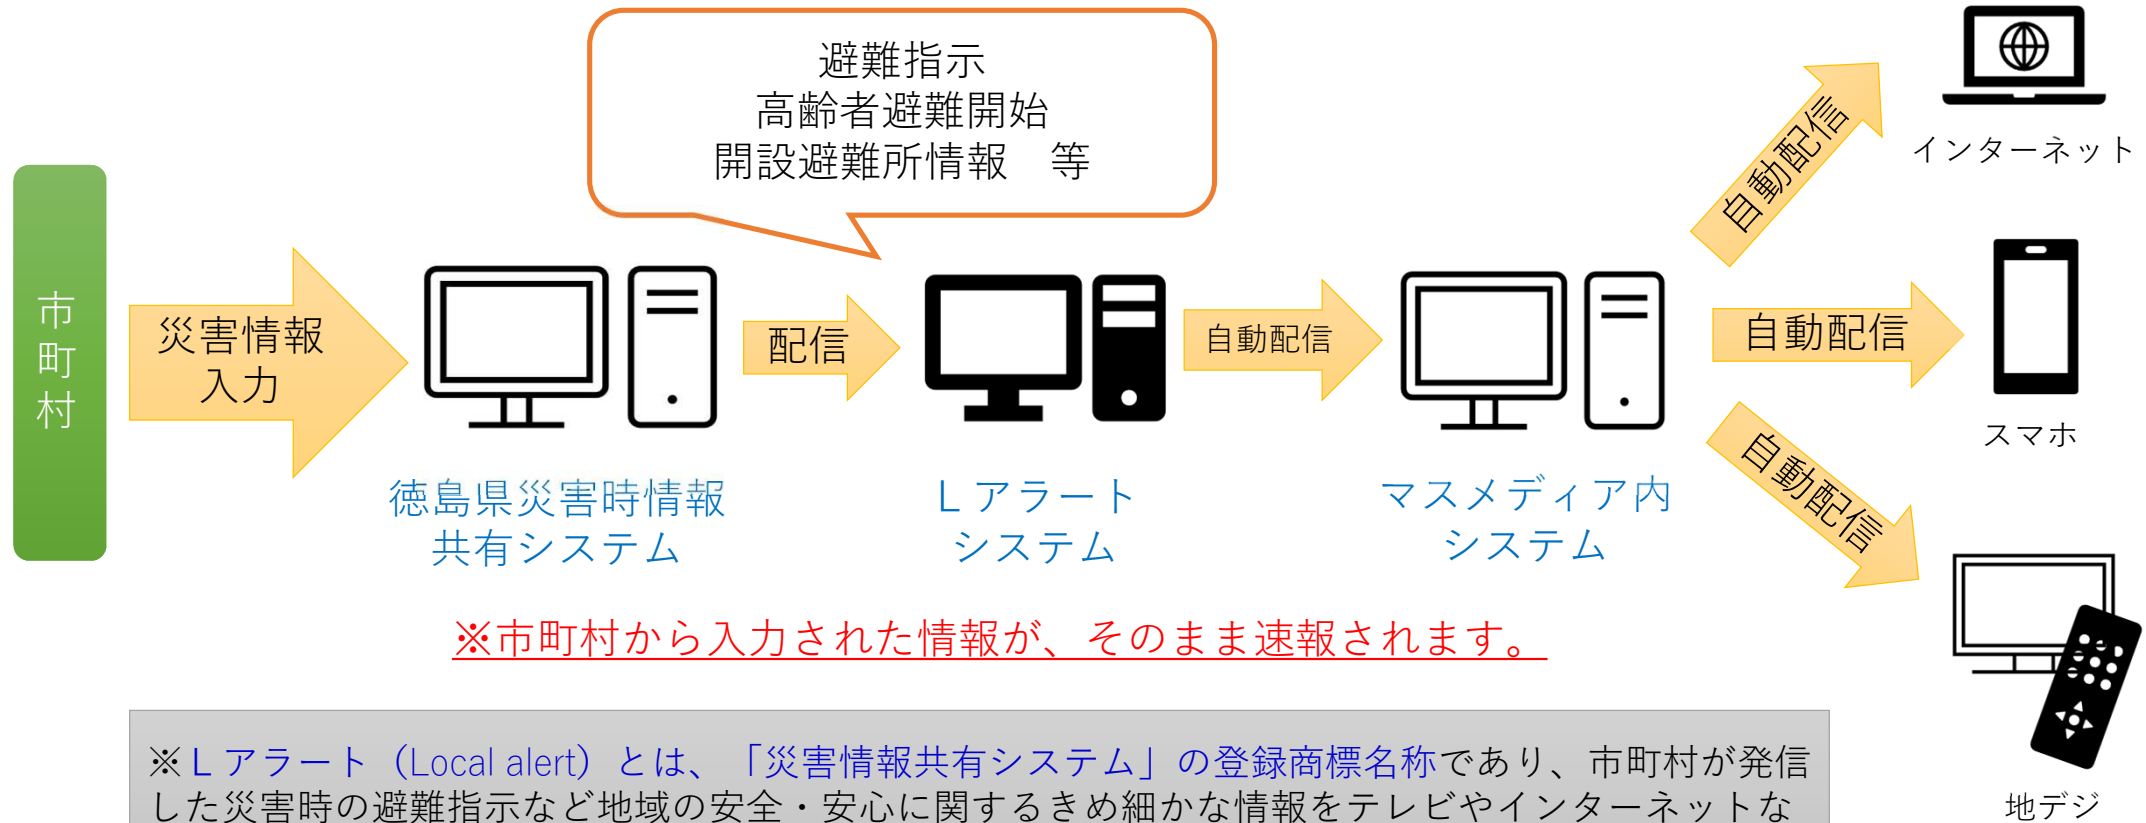 避難指示
高齢者避難開始
開設避難所情報　等
市町村
災害情報
入力
配信
自動配信
自動配信
自動配信
自動配信
インターネット
スマホ
地デジ
徳島県災害時情報
共有システム
Ｌアラート
システム
マスメディア内
システム
※市町村から入力された情報が、そのまま速報されます。
※Ｌアラート（Local alert）とは、「災害情報共有システム」の登録商標名称であり、市町村が発信
した災害時の避難指示など地域の安全・安心に関するきめ細かな情報をテレビやインターネットな